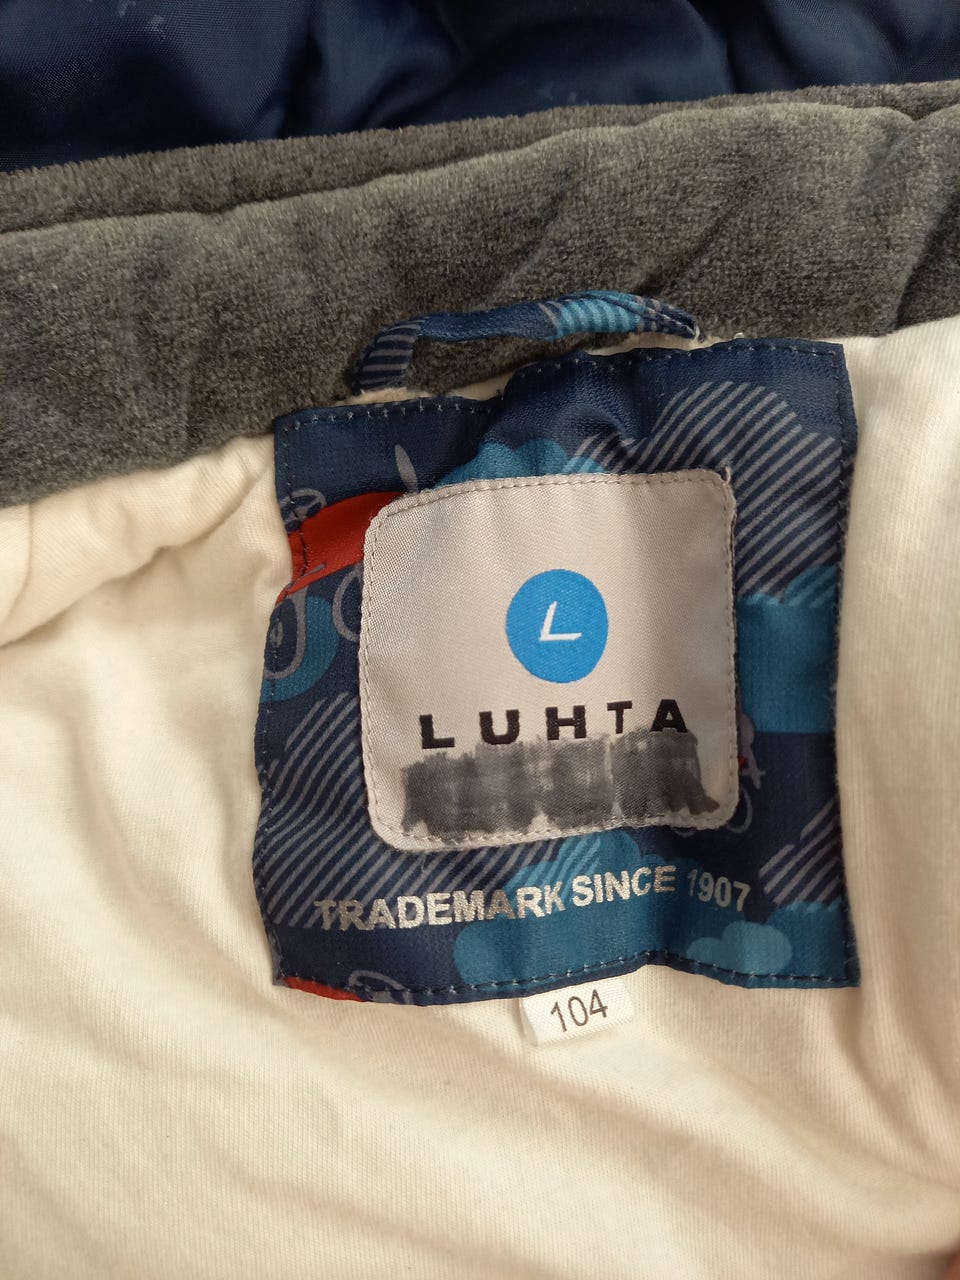 L
LUHTA
TRADEMARK SINCE 1907
104